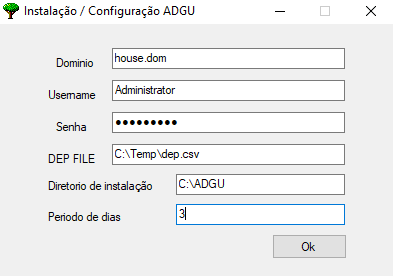 Instalação / Configuração ADGU
Dominio house.dom
Username Administrator
Senha ●●●●●●●●●
DEP FILE C:\Temp\dep.csv
Diretorio de instalação C:\ADGU
Periodo de dias 3
Ok